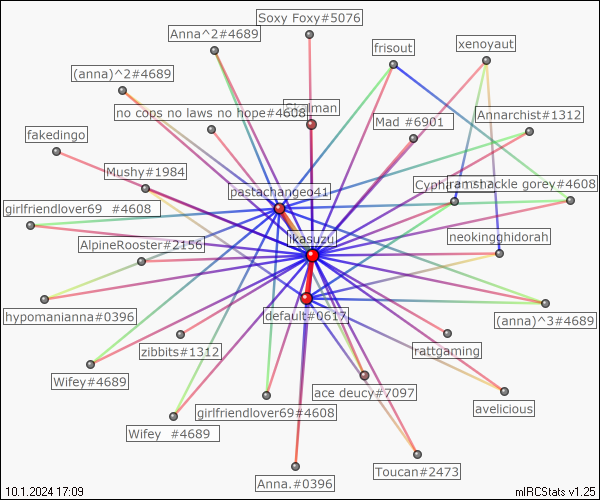 Soxy Foxy#5076
Anna^2#4689
frisout
xenoyaut
(anna)^2#4689
no cops no laws no hope#4608
Mad #6901
Annarchist#1312
fakedingo
Mushy#1984
pastachangeo41
ramshackle gorey#4608
girlfriendlover69 #4608
likasuzu
neokingghidorah
AlpineRooster#2156
hypomanianna#0396
default#0617
(anna)^3#4689
zibbits#1312
rattgaming
Wifey#4689
ace deucy#7097
girlfriendlover69#4608
avelicious
Wifey #4689
Toucan#2473
Anna.#0396
10.1.2024 17:09
mIRCStats v1.25